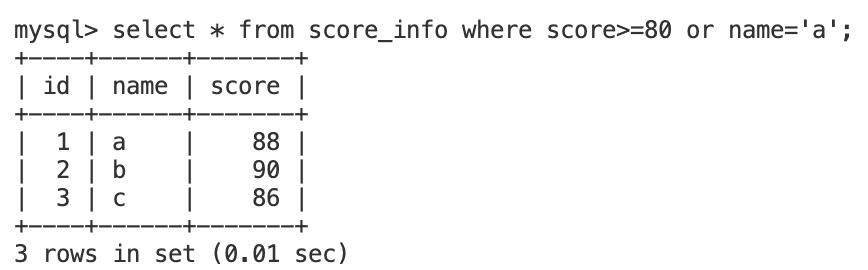 mysql> select * from score_info where score>=80 or name='a';
+----+------+-------+
| id | name | score |
+----+------+-------+
|  1 | a    |    88 |
|  2 | b    |    90 |
|  3 | c    |    86 |
+----+------+-------+
3 rows in set (0.01 sec)